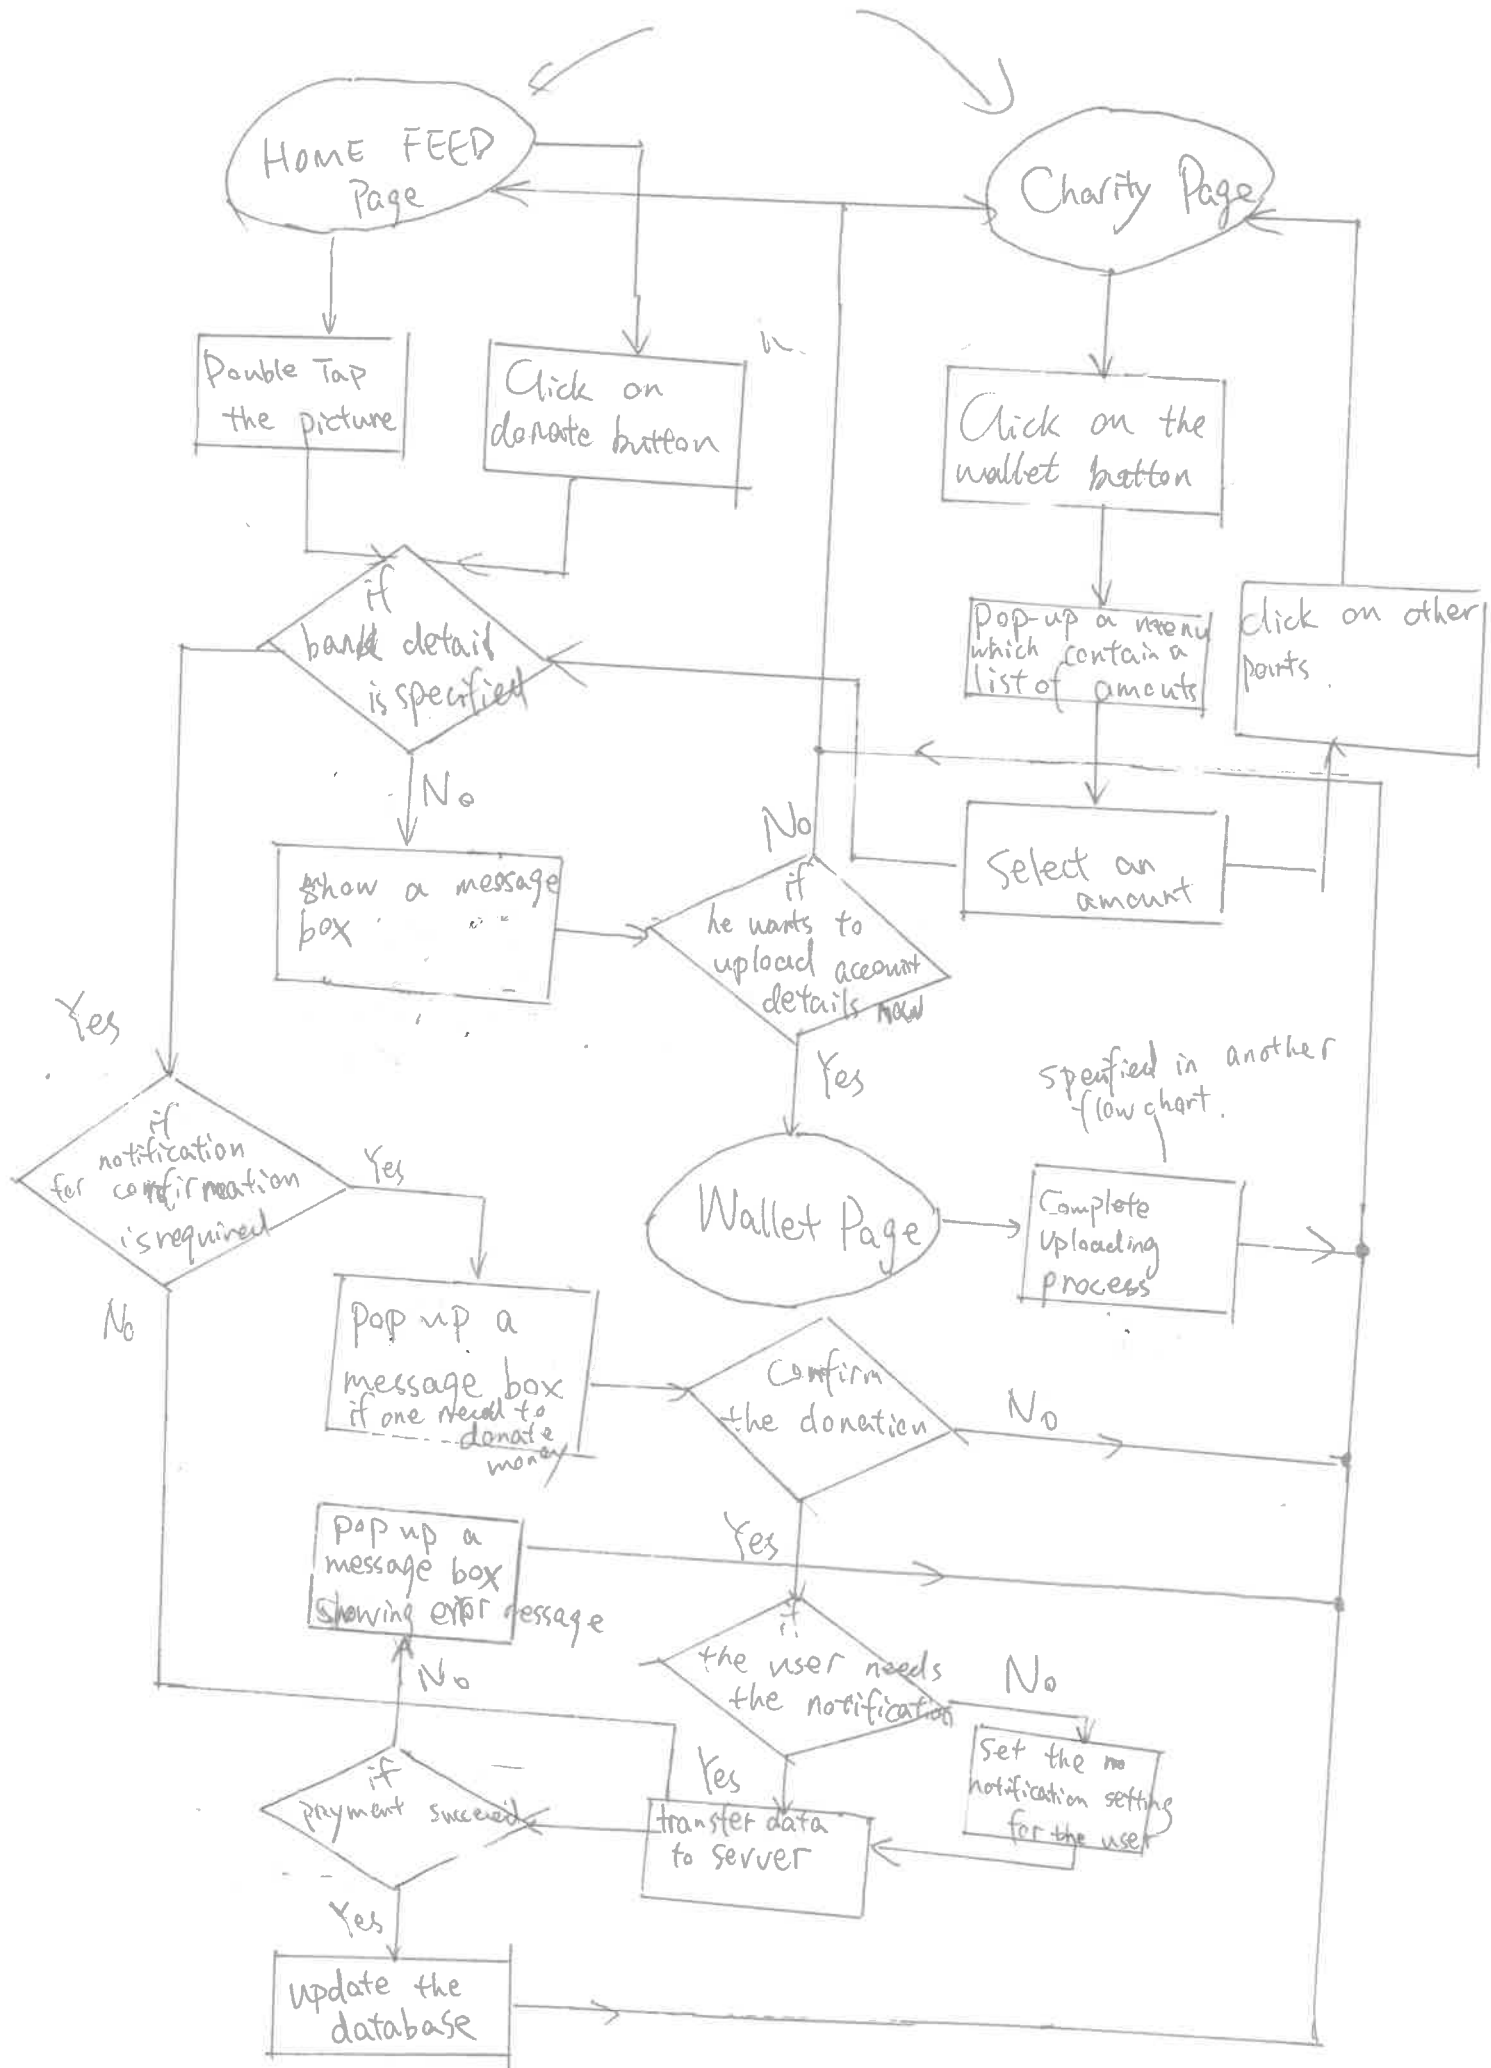 HOME FEED
Page
Charity Page
Double Tap
the picture
Click on
donate button
Click on the
wallet button
if
bank detail
is specified
pop-up a menu
which contain a
list of amouts
click on other
parts.
No
show a message
box
No
if
he wants to
upload account
details now
Select an
amount
Yes
Yes
specified in another
flow chart.
if
notification
for confirmation
is required
Yes
No
Wallet Page
Complete
uploading
process
pop up a
message box
if one need to
donate
money
Confirm
the donation
No
Yes
pop up a
message box
showing error message
No
if
the user needs
the notification
No
Set the no
notification setting
for the user
Yes
transfer data
to server
if
payment succeed
Yes
update the
database